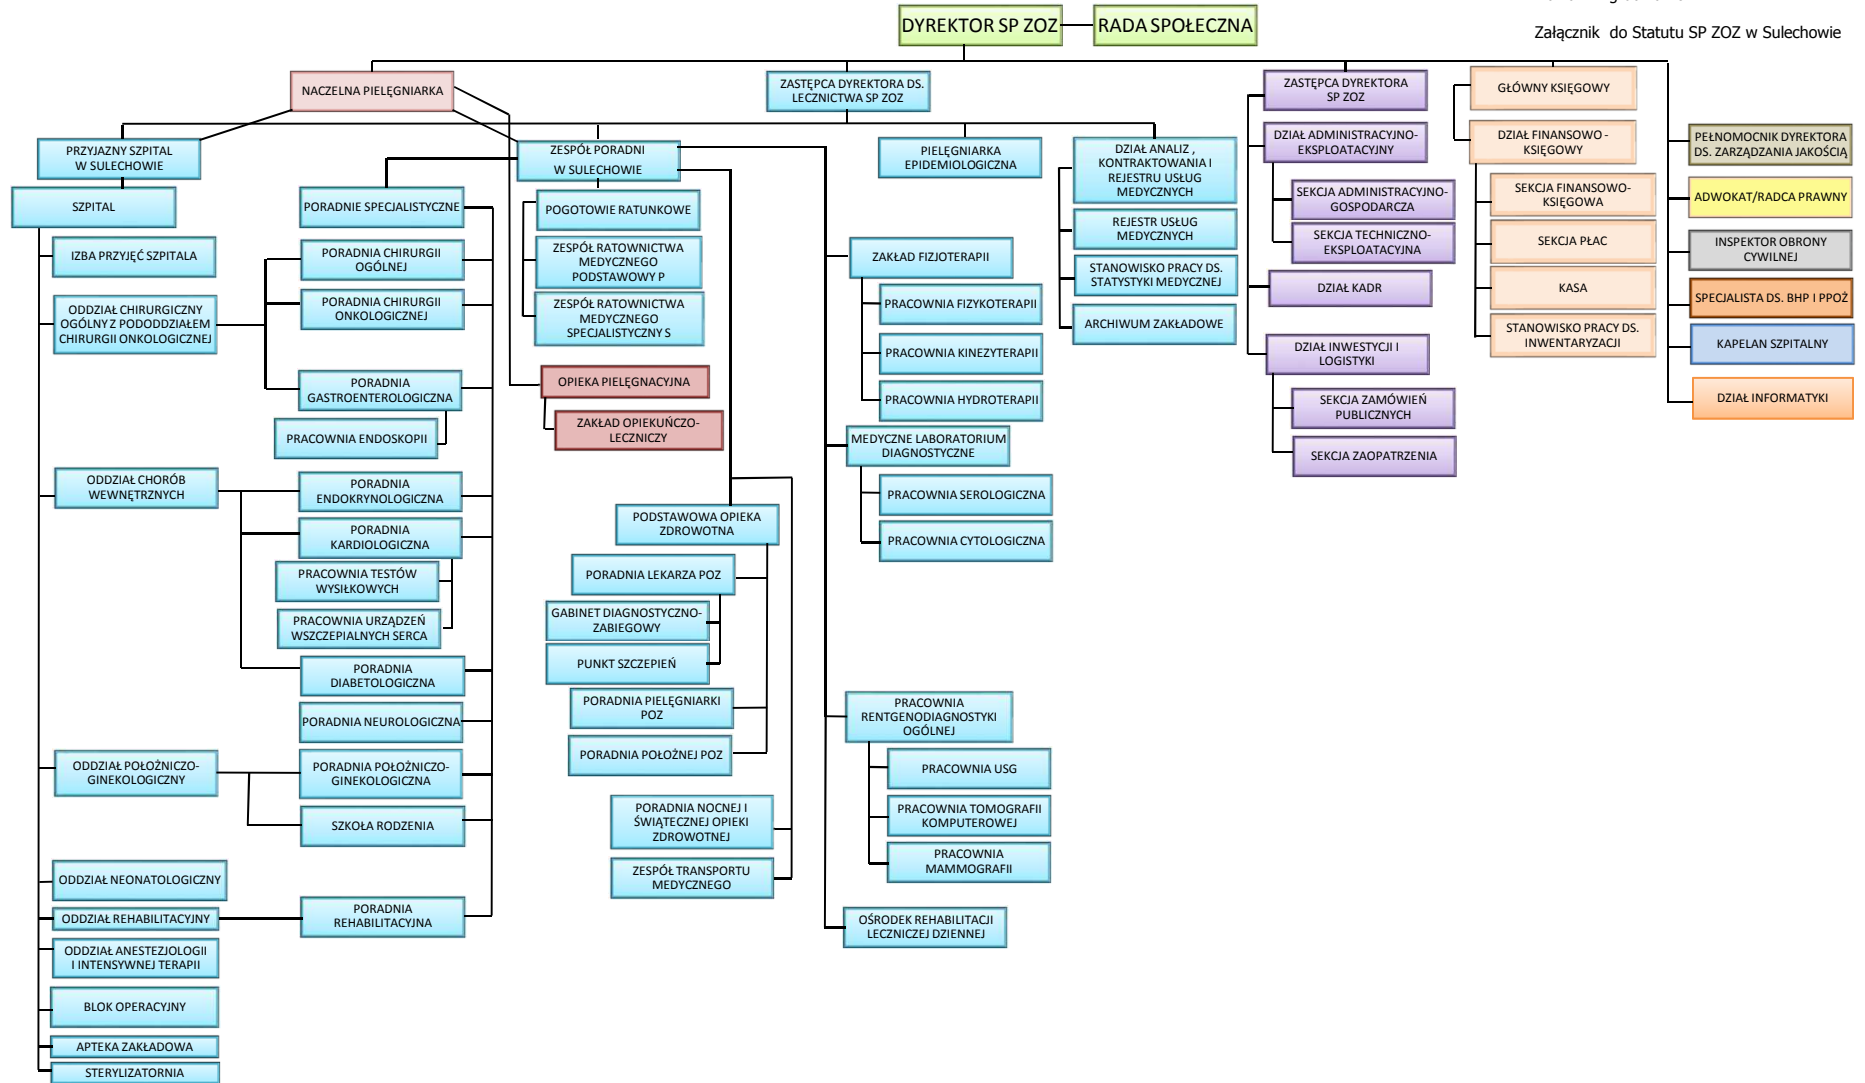 Załącznik do Statutu SP ZOZ w Sulechowie
DYREKTOR SP ZOZ
RADA SPOŁECZNA
NACZELNA PIELĘGNIARKA
ZASTĘPCA DYREKTORA DS.
LECZNICTWA SP ZOZ
ZASTĘPCA DYREKTORA
SP ZOZ
GŁÓWNY KSIĘGOWY
PRZYJAZNY SZPITAL
W SULECHOWIE
SZPITAL
IZBA PRZYJĘĆ SZPITALA
ODDZIAŁ CHIRURGICZNY
OGÓLNY Z PODODDZIAŁEM
CHIRURGII ONKOLOGICZNEJ
ODDZIAŁ CHORÓB
WEWNĘTRZNYCH
ODDZIAŁ POŁOŻNICZO-
GINEKOLOGICZNY
ODDZIAŁ NEONATOLOGICZNY
ODDZIAŁ REHABILITACYJNY
ODDZIAŁ ANESTEZJOLOGII
I INTENSYWNEJ TERAPII
BLOK OPERACYJNY
APTEKA ZAKŁADOWA
STERYLIZATORNIA
PORADNIE SPECJALISTYCZNE
PORADNIA CHIRURGII
OGÓLNEJ
PORADNIA CHIRURGII
ONKOLOGICZNEJ
PORADNIA
GASTROENTEROLOGICZNA
PRACOWNIA ENDOSKOPII
PORADNIA
ENDOKRYNOLOGICZNA
PORADNIA
KARDIOLOGICZNA
PRACOWNIA TESTÓW
WYSIŁKOWYCH
PRACOWNIA URZĄDZEŃ
WSZCZEPIALNYCH SERCA
PORADNIA
DIABETOLOGICZNA
PORADNIA NEUROLOGICZNA
PORADNIA POŁOŻNICZO-
GINEKOLOGICZNA
SZKOŁA RODZENIA
PORADNIA
REHABILITACYJNA
ZESPÓŁ PORADNI
W SULECHOWIE
POGOTOWIE RATUNKOWE
ZESPÓŁ RATOWNICTWA
MEDYCZNEGO
PODSTAWOWY P
ZESPÓŁ RATOWNICTWA
MEDYCZNEGO
SPECJALISTYCZNY S
OPIEKA PIELĘGNACYJNA
ZAKŁAD OPIEKUŃCZO-
LECZNICZY
PODSTAWOWA OPIEKA
ZDROWOTNA
PORADNIA LEKARZA POZ
GABINET DIAGNOSTYCZNO-
ZABIEGOWY
PUNKT SZCZEPIEŃ
PORADNIA PIELĘGNIARKI
POZ
PORADNIA POŁOŻNEJ POZ
PORADNIA NOCNEJ I
ŚWIĄTECZNEJ OPIEKI
ZDROWOTNEJ
ZESPÓŁ TRANSPORTU
MEDYCZNEGO
PIELĘGNIARKA
EPIDEMIOLOGICZNA
ZAKŁAD FIZJOTERAPII
PRACOWNIA FIZYKOTERAPII
PRACOWNIA KINEZYTERAPII
PRACOWNIA HYDROTERAPII
MEDYCZNE LABORATORIUM
DIAGNOSTYCZNE
PRACOWNIA SEROLOGICZNA
PRACOWNIA CYTOLOGICZNA
PRACOWNIA
RENTGENODIAGNOSTYKI
OGÓLNEJ
PRACOWNIA USG
PRACOWNIA TOMOGRAFII
KOMPUTEROWEJ
PRACOWNIA
MAMMOGRAFII
OŚRODEK REHABILITACJI
LECZNICZEJ DZIENNEJ
DZIAŁ ANALIZ ,
KONTRAKTOWANIA I
REJESTRU USŁUG
MEDYCZNYCH
REJESTR USŁUG
MEDYCZNYCH
STANOWISKO PRACY DS.
STATYSTYKI MEDYCZNEJ
ARCHIWUM ZAKŁADOWE
DZIAŁ ADMINISTRACYJNO-
EKSPLOATACYJNY
SEKCJA ADMINISTRACYJNO-
GOSPODARCZA
SEKCJA TECHNICZNO-
EKSPLOATACYJNA
DZIAŁ KADR
DZIAŁ INWESTYCJI I
LOGISTYKI
SEKCJA ZAMÓWIEŃ
PUBLICZNYCH
SEKCJA ZAOPATRZENIA
DZIAŁ FINANSOWO -
KSIĘGOWY
SEKCJA FINANSOWO-
KSIĘGOWA
SEKCJA PŁAC
KASA
STANOWISKO PRACY DS.
INWENTARYZACJI
PEŁNOMOCNIK DYREKTORA
DS. ZARZĄDZANIA JAKOŚCIĄ
ADWOKAT/RADCA PRAWNY
INSPEKTOR OBRONY
CYWILNEJ
SPECJALISTA DS. BHP I PPOŻ
KAPELAN SZPITALNY
DZIAŁ INFORMATYKI